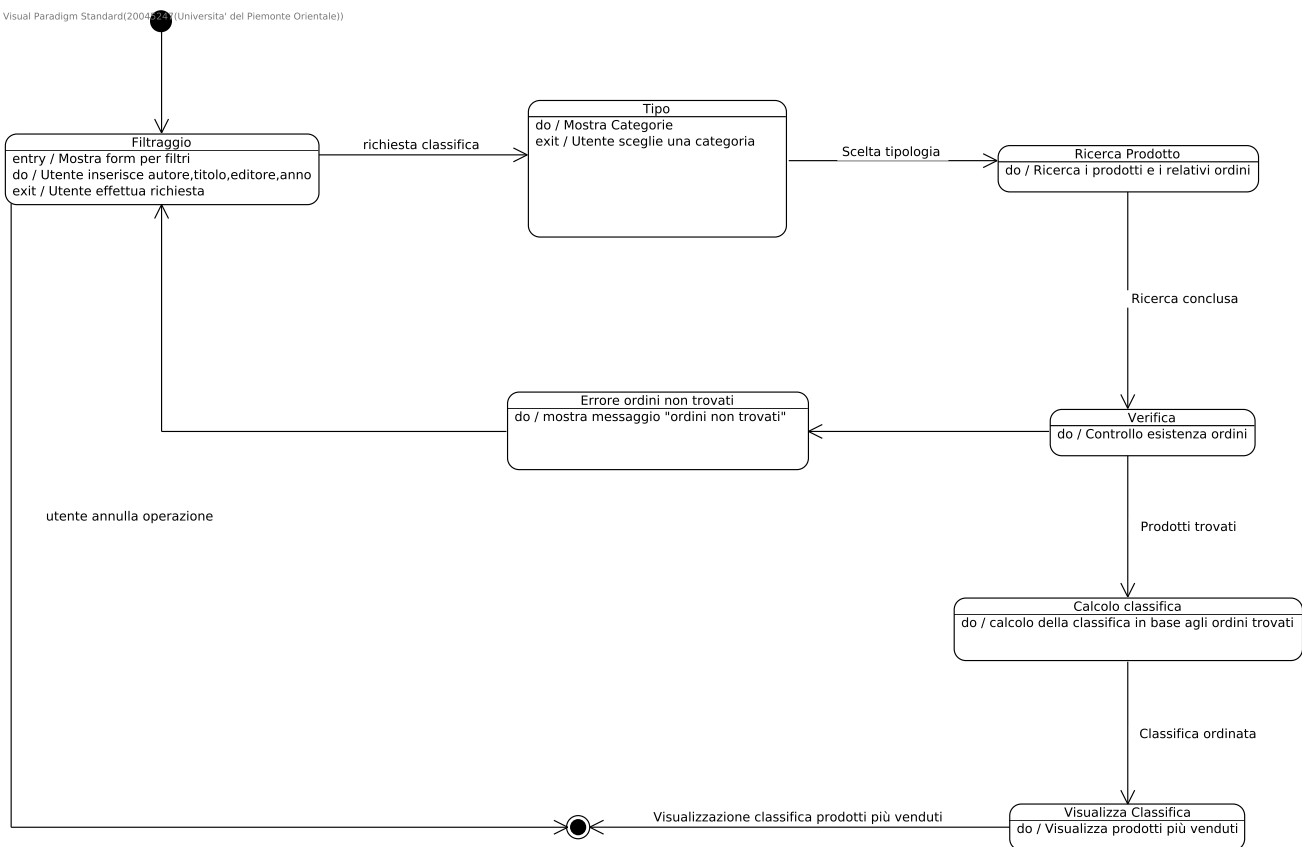 Visual Paradigm Standard(20045247(Universita' del Piemonte Orientale))
Tipo
do / Mostra Categorie
exit / Utente sceglie una categoria
Filtraggio
entry / Mostra form per filtri
do / Utente inserisce autore,titolo,editore,anno
exit / Utente effettua richiesta
richiesta classifica
Scelta tipologia
Ricerca Prodotto
do / Ricerca i prodotti e i relativi ordini
Ricerca conclusa
Errore ordini non trovati
do / mostra messaggio "ordini non trovati"
Verifica
do / Controllo esistenza ordini
utente annulla operazione
Prodotti trovati
Calcolo classifica
do / calcolo della classifica in base agli ordini trovati
Classifica ordinata
Visualizzazione classifica prodotti più venduti
Visualizza Classifica
do / Visualizza prodotti più venduti